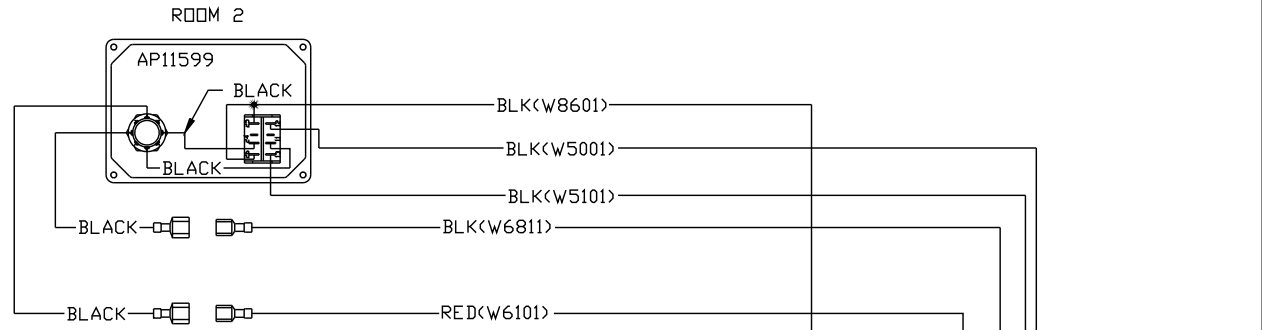 ROOM 2
AP11599
BLACK
BLK(W8601)
BLK(W5001)
BLACK
BLK(W5101)
BLACK
BLK(W6811)
BLACK
RED(W6101)